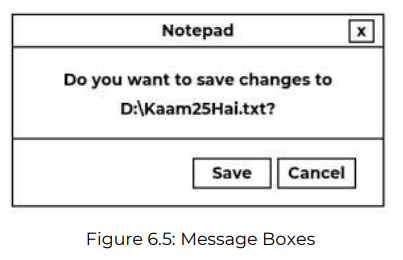 Notepad
x
Do you want to save changes to
D:\Kaam25Hai.txt?
Save Cancel
Figure 6.5: Message Boxes